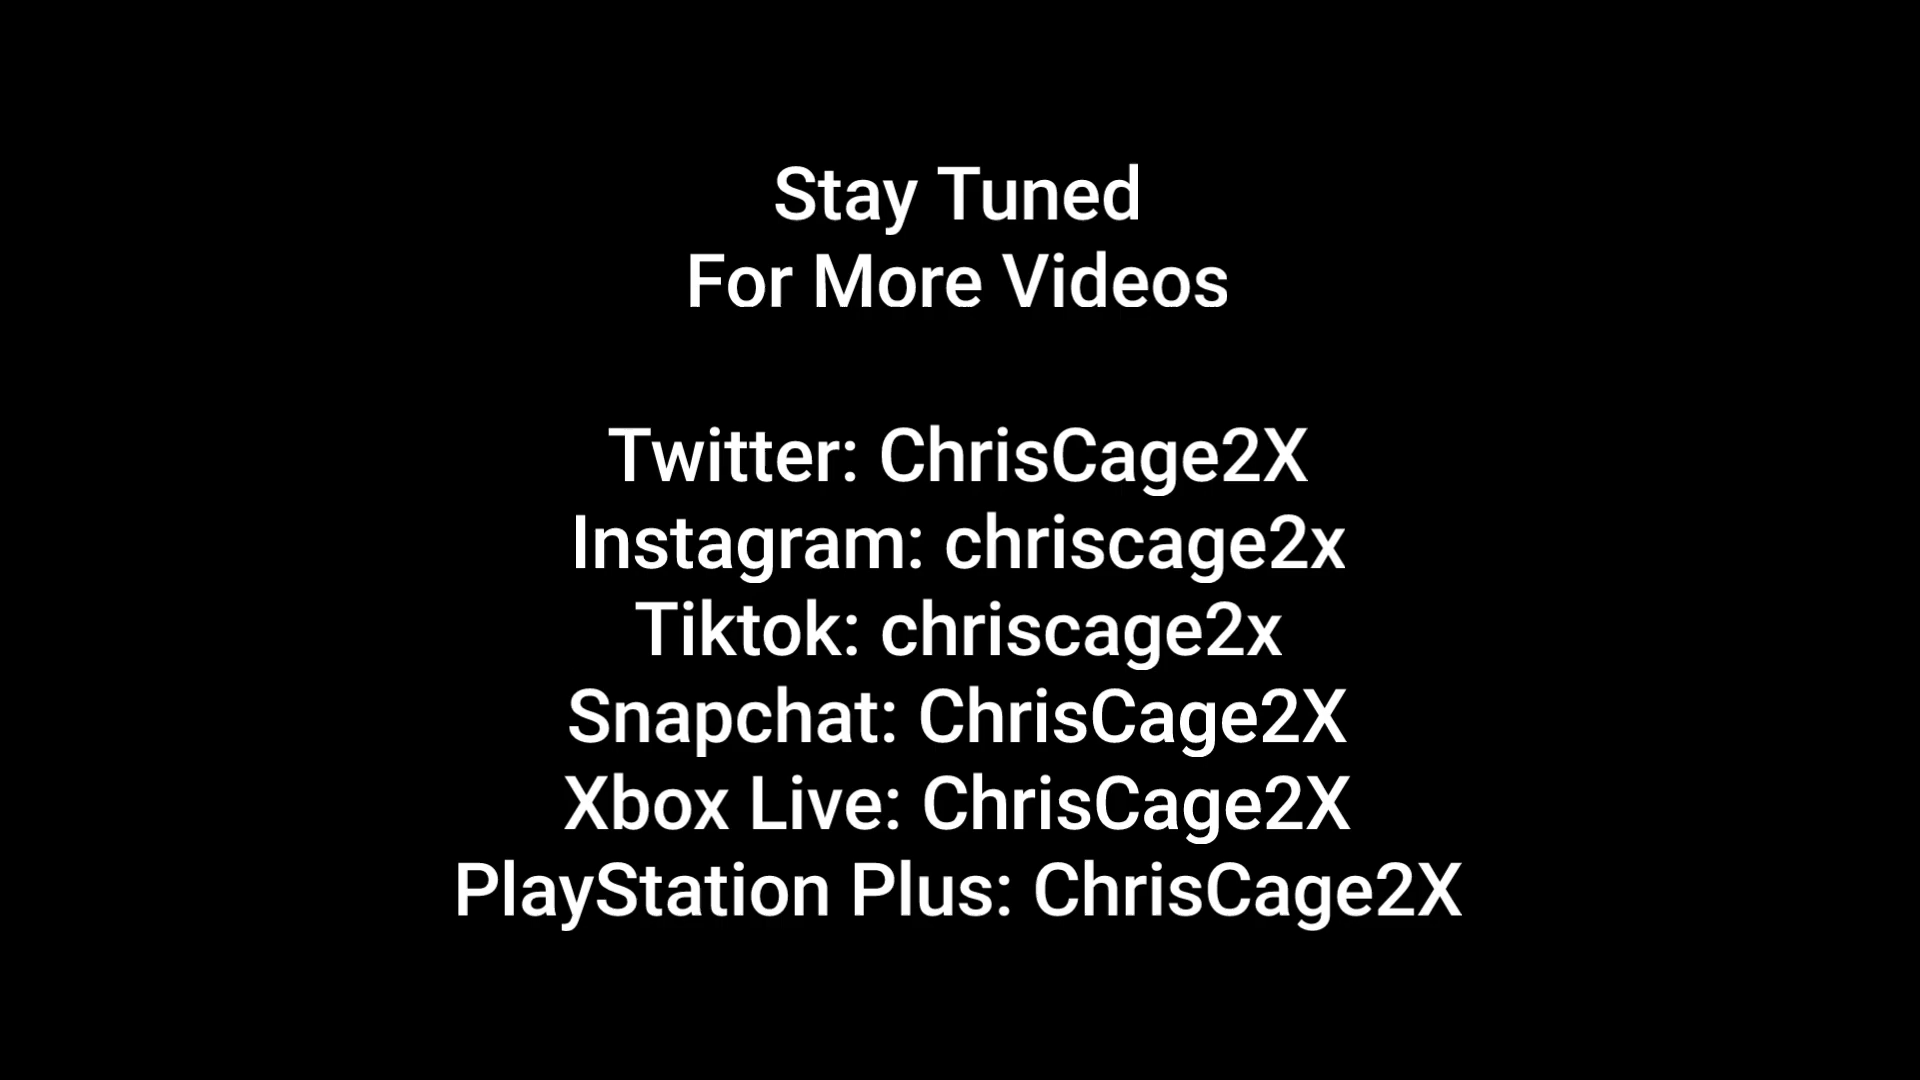 Stay Tuned
For More Videos
Twitter: ChrisCage2X
Instagram: chriscage2x
Tiktok: chriscage2x
Snapchat: ChrisCage2X
Xbox Live: ChrisCage2X
PlayStation Plus: ChrisCage2X